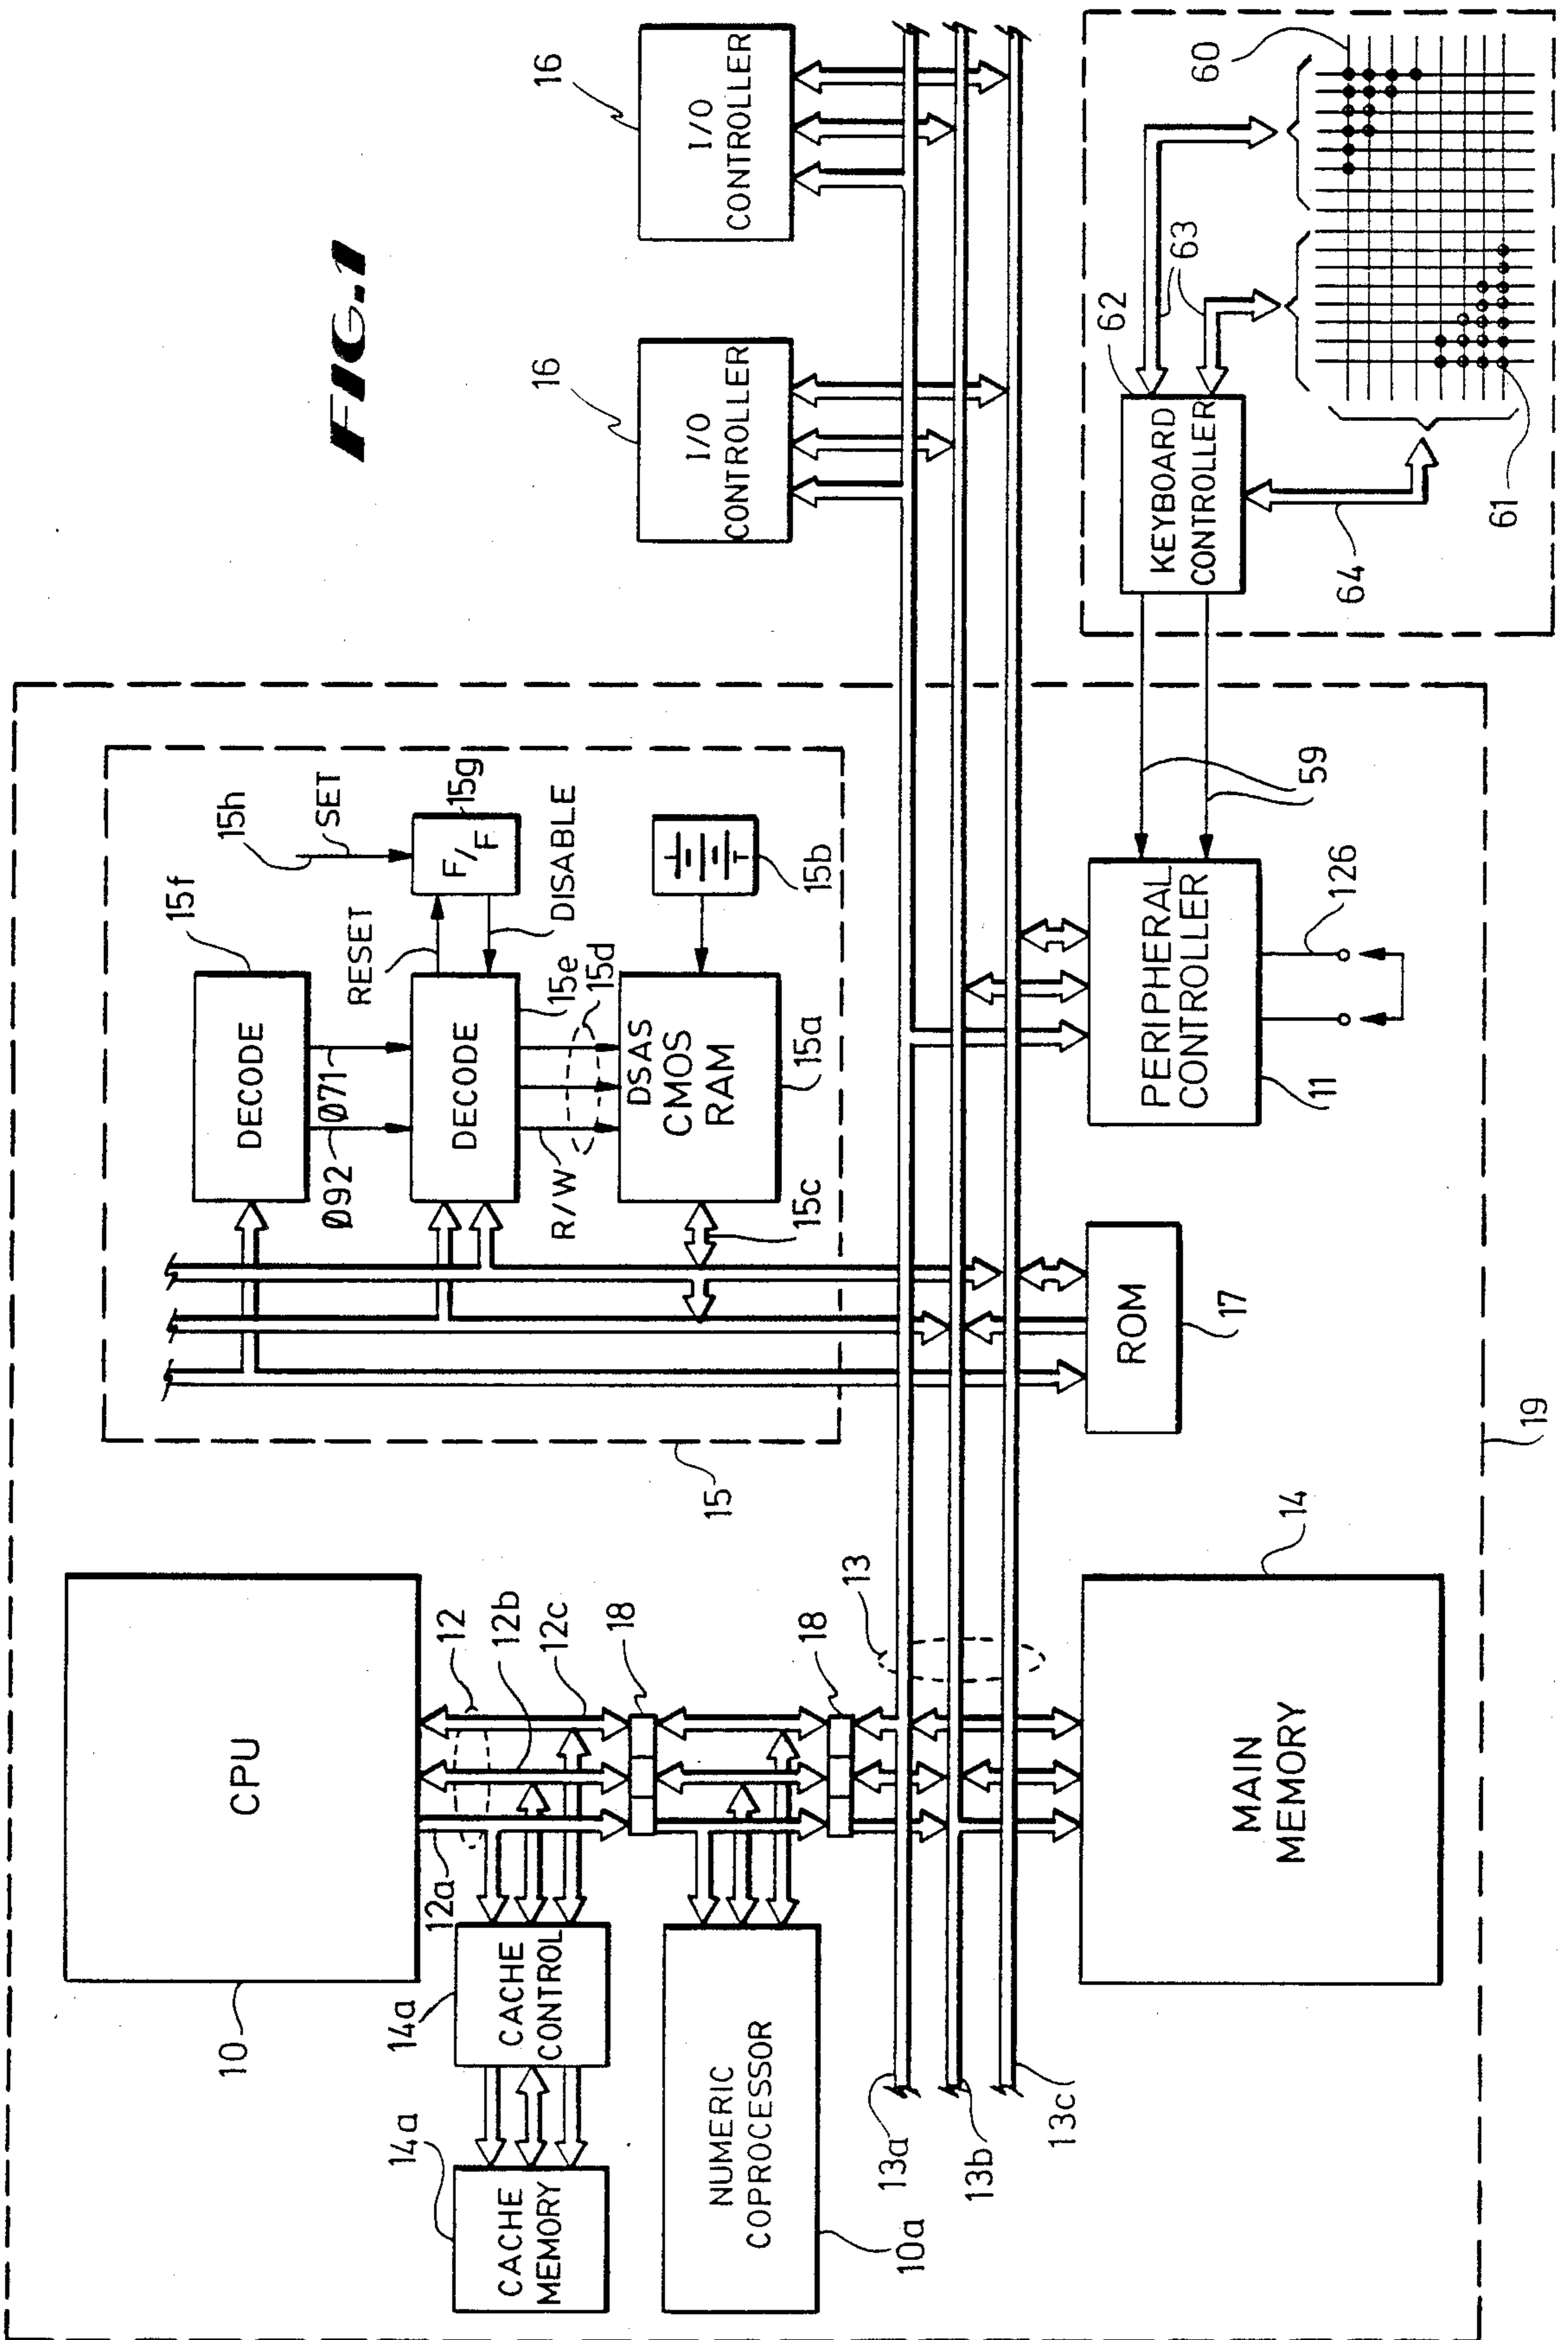 FIG.1
CPU
10
12
12a
12b
12c
CACHE
CONTROL
14a
CACHE
MEMORY
14a
18
18
NUMERIC
COPROCESSOR
10a
13
13a
13b
13c
MAIN
MEMORY
14
15
DECODE
15f
Ø92
Ø71
DECODE
15e
RESET
DISABLE
15h
SET
F/F
15g
R/W
15d
DSAS
CMOS
RAM
15a
15b
15c
ROM
17
19
PERIPHERAL
CONTROLLER
11
126
59
I/O
CONTROLLER
16
I/O
CONTROLLER
16
KEYBOARD
CONTROLLER
62
63
64
60
61